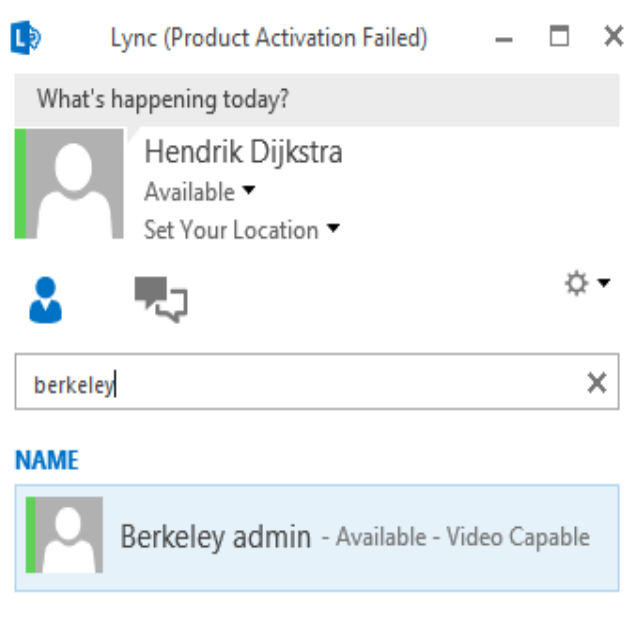 Lync (Product Activation Failed)
What's happening today?
Hendrik Dijkstra
Available
Set Your Location
berkeley
NAME
Berkeley admin - Available - Video Capable